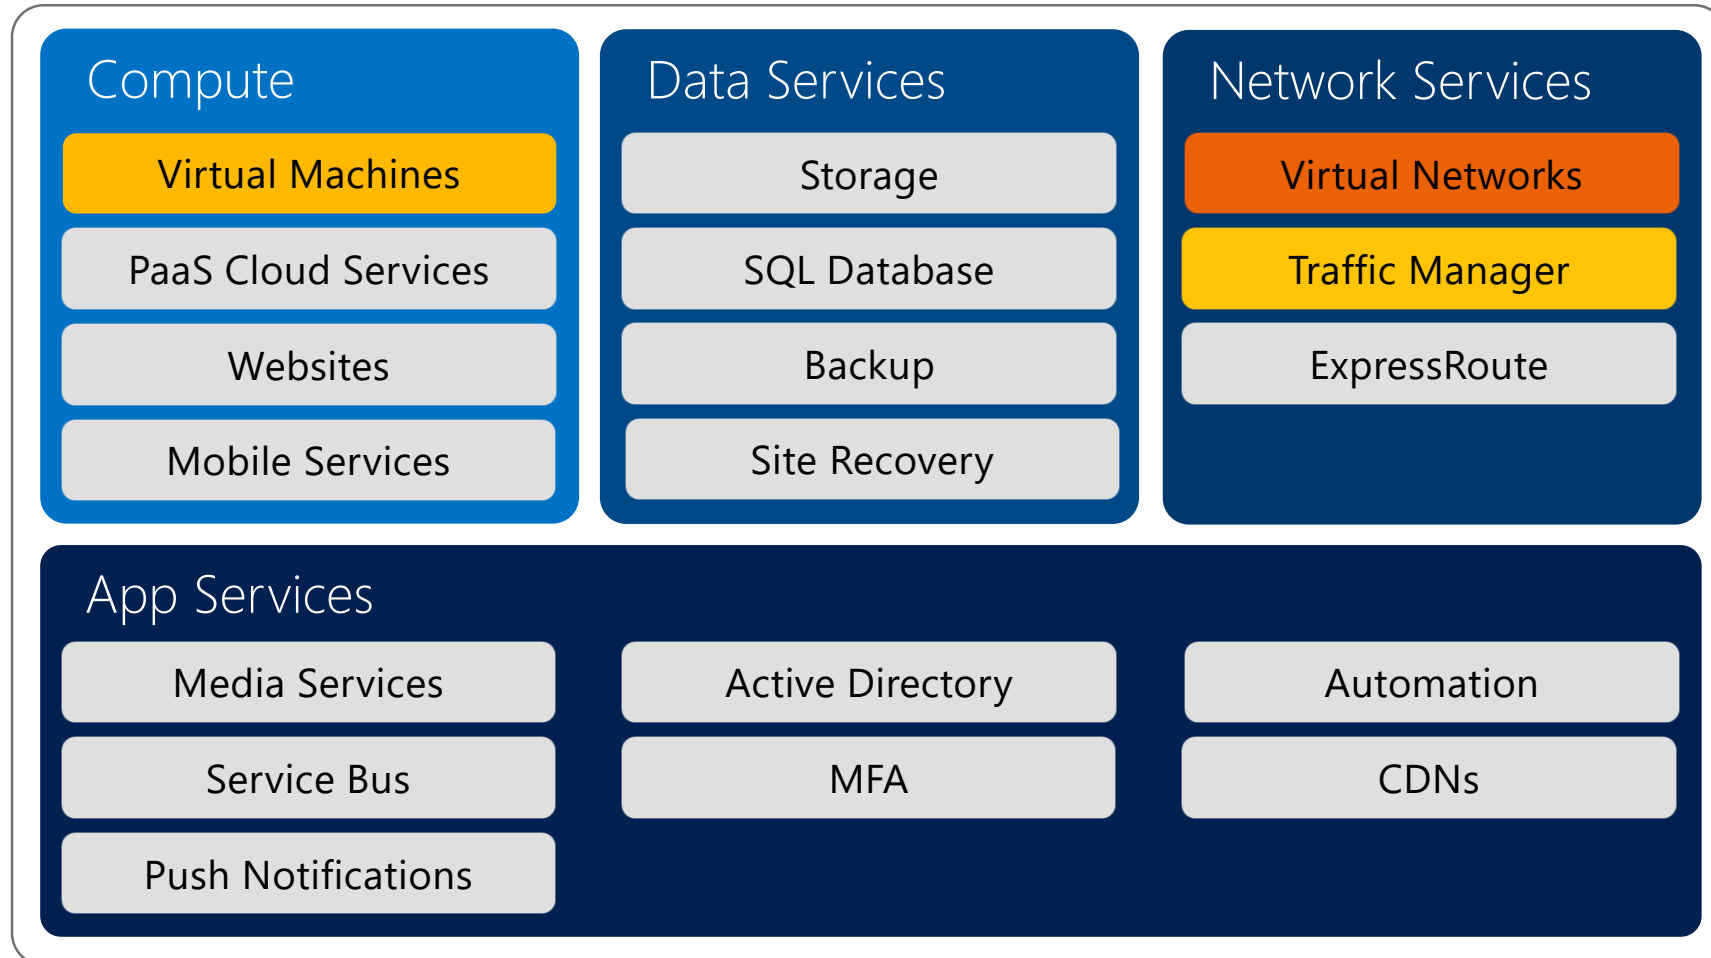 Compute
Virtual Machines
PaaS Cloud Services
Websites
Mobile Services
Data Services
Storage
SQL Database
Backup
Site Recovery
Network Services
Virtual Networks
Traffic Manager
ExpressRoute
App Services
Media Services
Active Directory
Automation
Service Bus
MFA
CDNs
Push Notifications